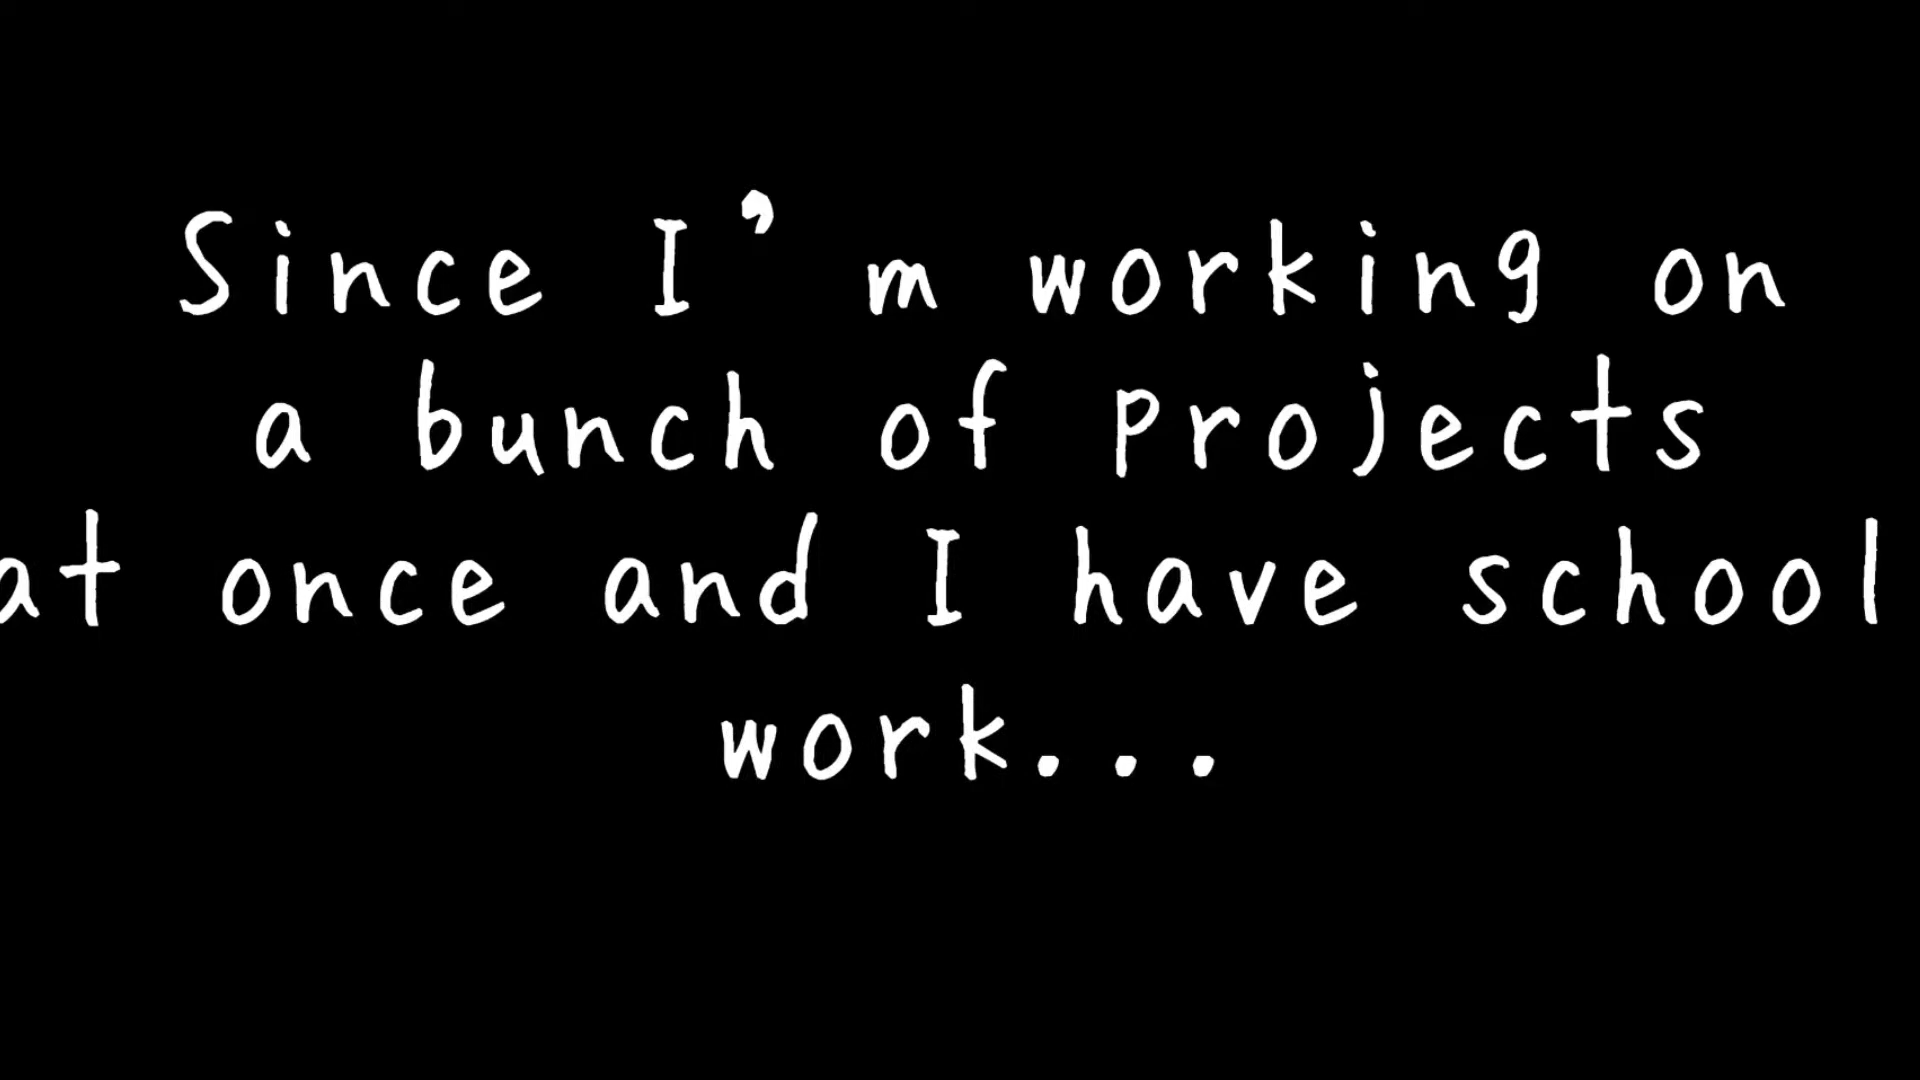 Since I’m working on
a bunch of projects
at once and I have school
work...